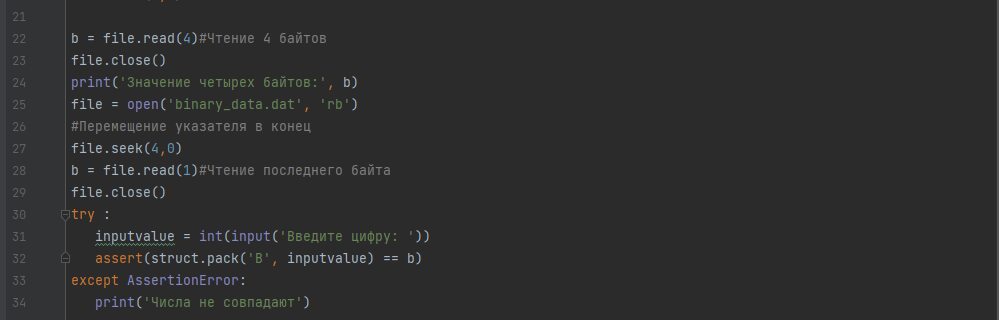 21
22 b = file.read(4)#Чтение 4 байтов
23 file.close()
24 print('Значение четырех байтов:', b)
25 file = open('binary_data.dat', 'rb')
26 #Перемещение указателя в конец
27 file.seek(4,0)
28 b = file.read(1)#Чтение последнего байта
29 file.close()
30 try :
31 inputvalue = int(input('Введите цифру: '))
32 assert(struct.pack('B', inputvalue) == b)
33 except AssertionError:
34 print('Числа не совпадают')